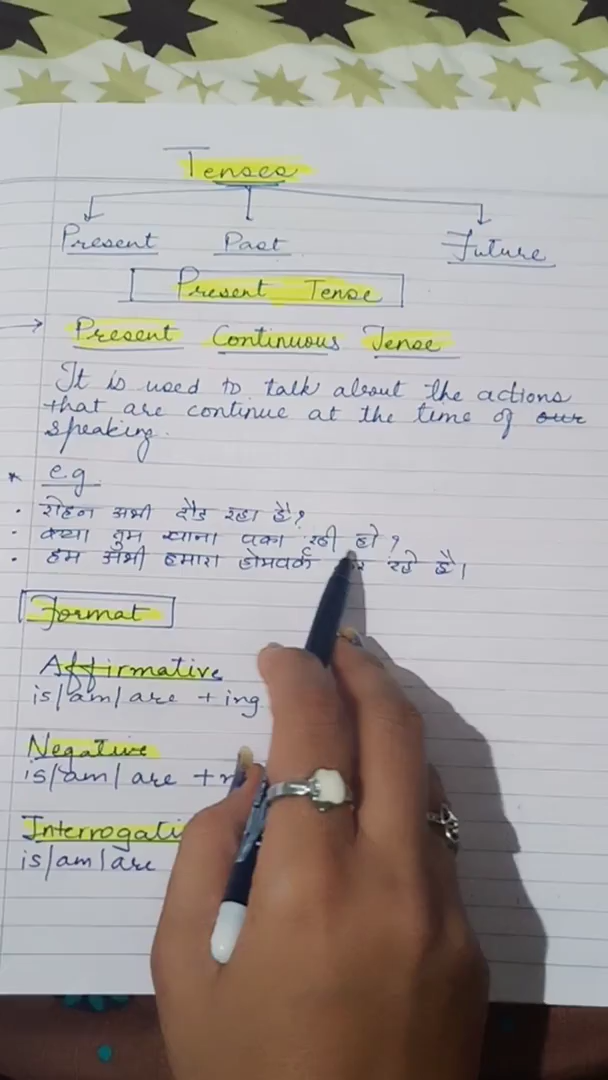 Tenses
Present Past Future
Present Tense
→ Present Continuous Tense
It is used to talk about the actions
that are continue at the time of our
speaking.
* e.g
. रोहन अभी दौड रहा है?
. क्या तुम खाना पका रही हो?
. हम अभी हमारा होमवर्क रहे है।
Format
Affirmative
is/am/are + ing
Negative
is/am/are +
Interrogati
is/am/are